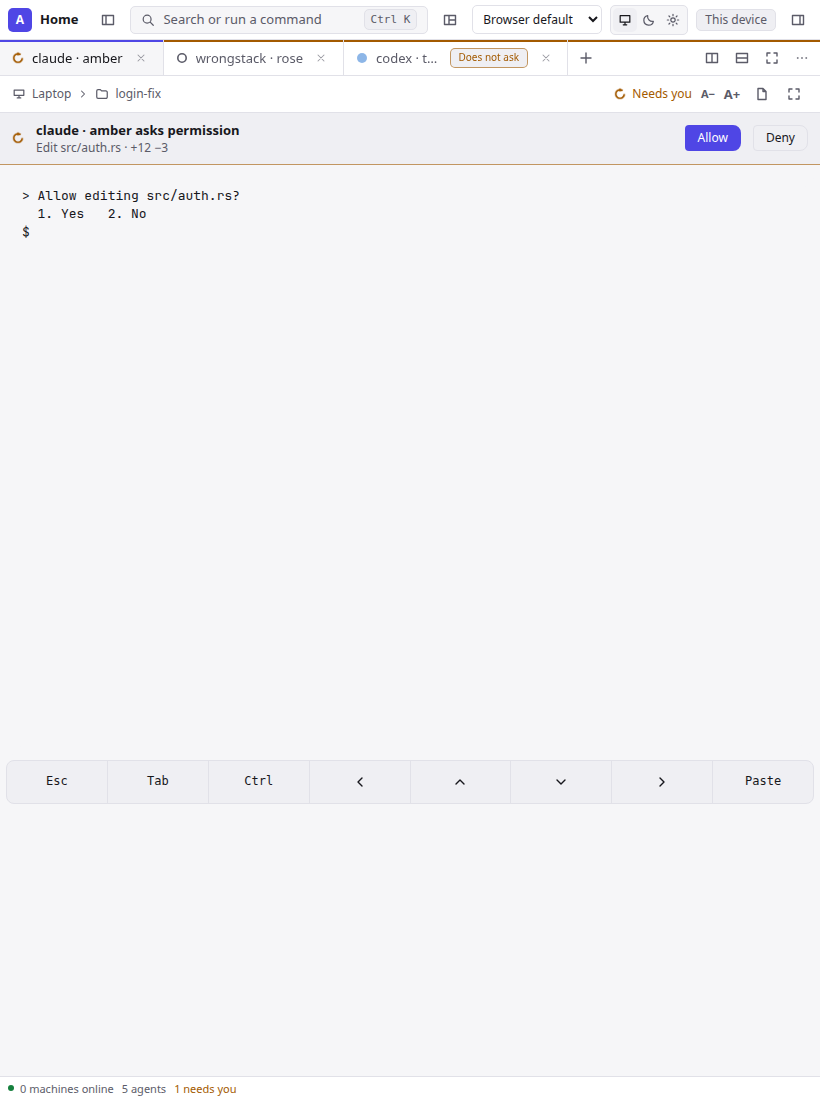 A Home Search or run a command Ctrl K Browser default This device
claude · amber wrongstack · rose codex · t... Does not ask
Laptop login-fix Needs you A− A+
claude · amber asks permission
Edit src/auth.rs · +12 −3
Allow Deny
> Allow editing src/auth.rs?
1. Yes 2. No
$
Esc Tab Ctrl Paste
0 machines online 5 agents 1 needs you